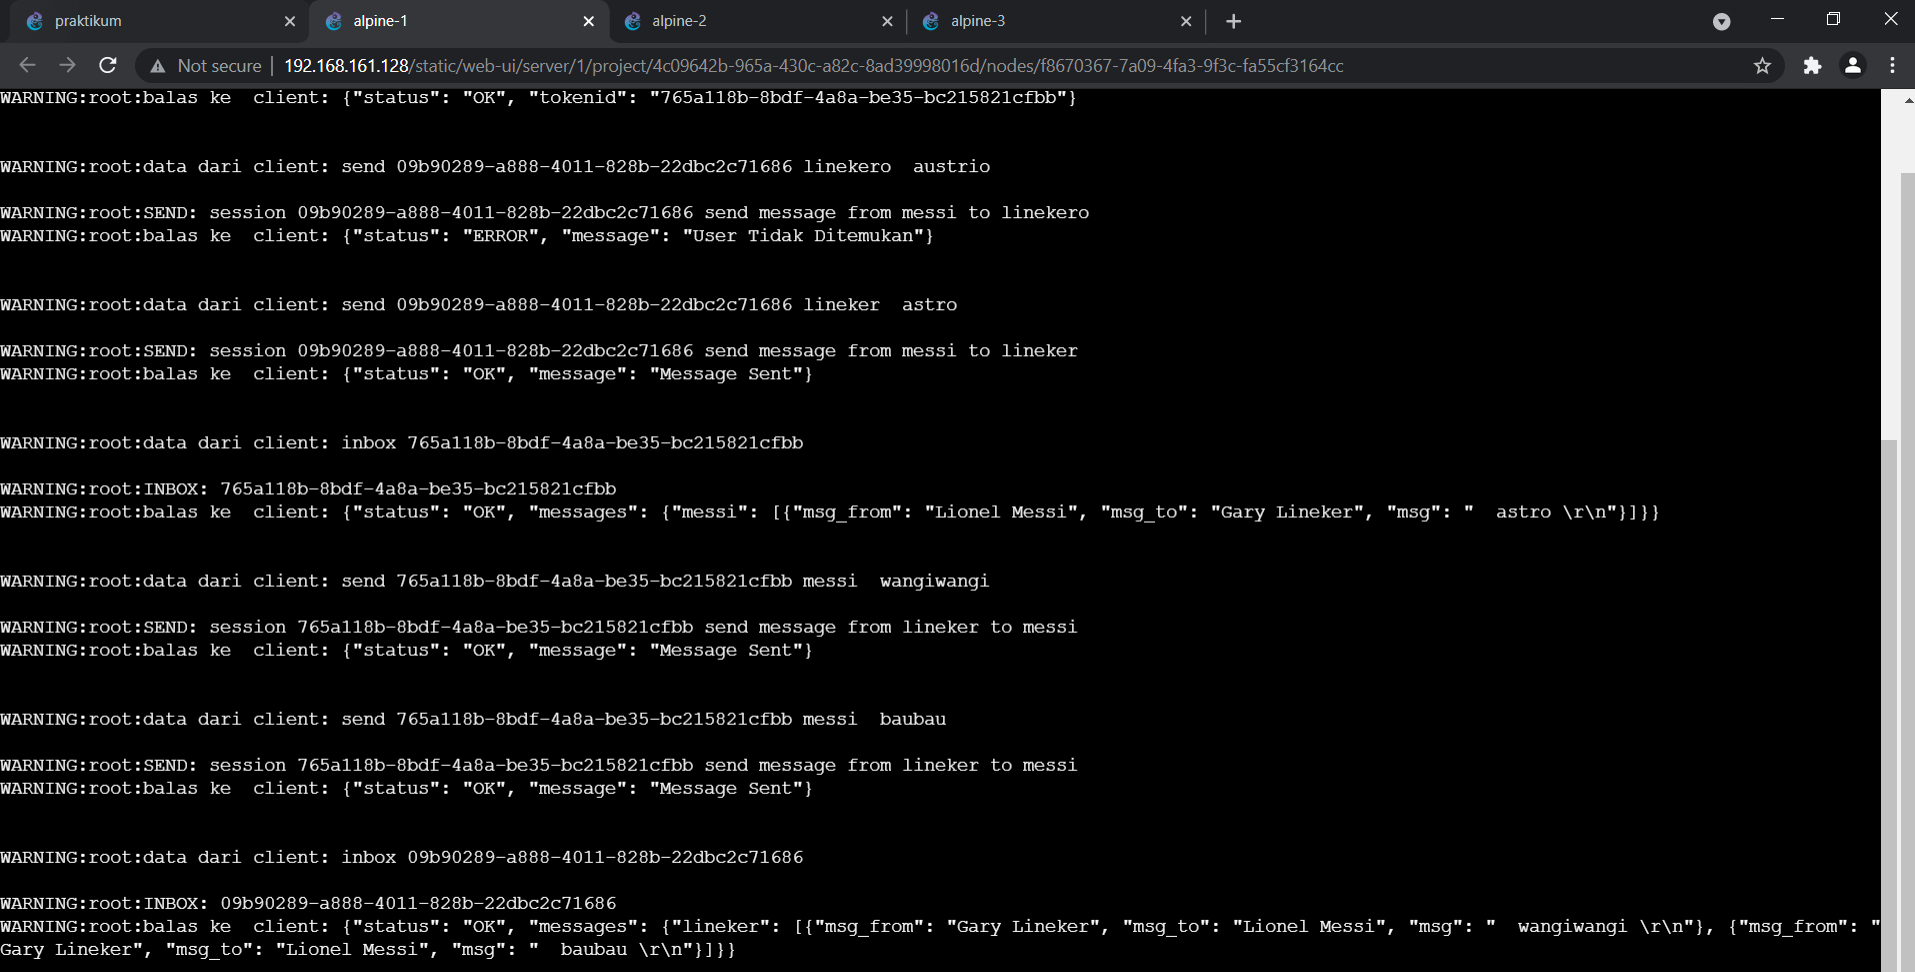 praktikum
alpine-1
alpine-2
alpine-3
Not secure | 192.168.161.128/static/web-ui/server/1/project/4c09642b-965a-430c-a82c-8ad39998016d/nodes/f8670367-7a09-4fa3-9f3c-fa55cf3164cc
WARNING:root:balas ke  client: {"status": "OK", "tokenid": "765a118b-8bdf-4a8a-be35-bc215821cfbb"}
WARNING:root:data dari client: send 09b90289-a888-4011-828b-22dbc2c71686 linekero  austrio
WARNING:root:SEND: session 09b90289-a888-4011-828b-22dbc2c71686 send message from messi to linekero
WARNING:root:balas ke  client: {"status": "ERROR", "message": "User Tidak Ditemukan"}
WARNING:root:data dari client: send 09b90289-a888-4011-828b-22dbc2c71686 lineker  astro
WARNING:root:SEND: session 09b90289-a888-4011-828b-22dbc2c71686 send message from messi to lineker
WARNING:root:balas ke  client: {"status": "OK", "message": "Message Sent"}
WARNING:root:data dari client: inbox 765a118b-8bdf-4a8a-be35-bc215821cfbb
WARNING:root:INBOX: 765a118b-8bdf-4a8a-be35-bc215821cfbb
WARNING:root:balas ke  client: {"status": "OK", "messages": {"messi": [{"msg_from": "Lionel Messi", "msg_to": "Gary Lineker", "msg": "  astro \r\n"}]}}
WARNING:root:data dari client: send 765a118b-8bdf-4a8a-be35-bc215821cfbb messi  wangiwangi
WARNING:root:SEND: session 765a118b-8bdf-4a8a-be35-bc215821cfbb send message from lineker to messi
WARNING:root:balas ke  client: {"status": "OK", "message": "Message Sent"}
WARNING:root:data dari client: send 765a118b-8bdf-4a8a-be35-bc215821cfbb messi  baubau
WARNING:root:SEND: session 765a118b-8bdf-4a8a-be35-bc215821cfbb send message from lineker to messi
WARNING:root:balas ke  client: {"status": "OK", "message": "Message Sent"}
WARNING:root:data dari client: inbox 09b90289-a888-4011-828b-22dbc2c71686
WARNING:root:INBOX: 09b90289-a888-4011-828b-22dbc2c71686
WARNING:root:balas ke  client: {"status": "OK", "messages": {"lineker": [{"msg_from": "Gary Lineker", "msg_to": "Lionel Messi", "msg": "  wangiwangi \r\n"}, {"msg_from": "
Gary Lineker", "msg_to": "Lionel Messi", "msg": "  baubau \r\n"}]}}